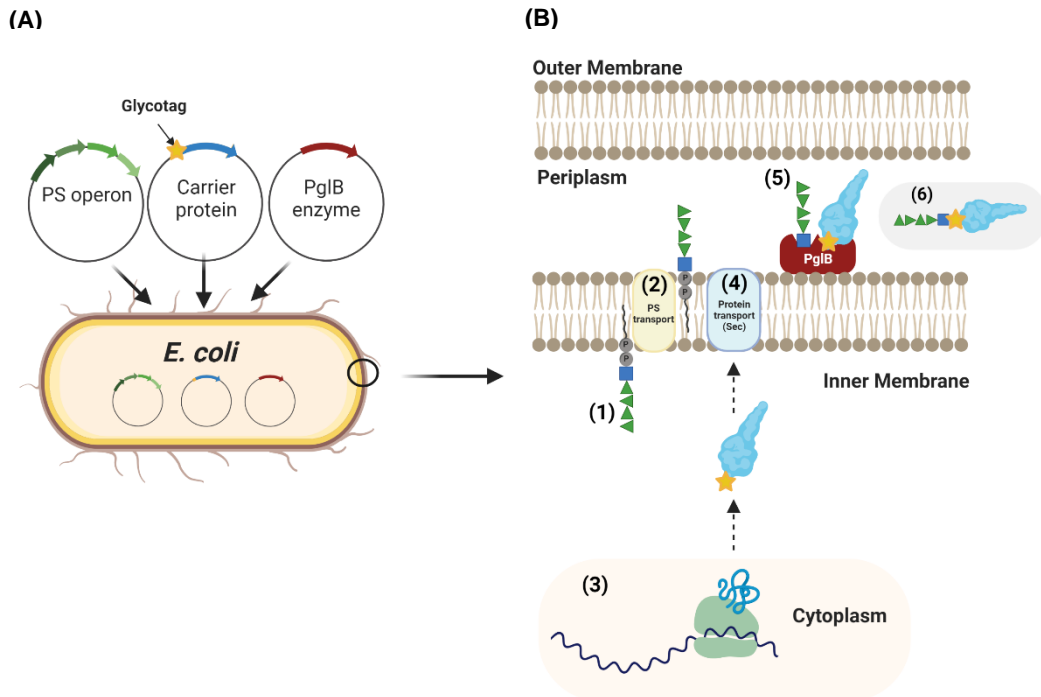 (A)
Glycotag
PS operon
Carrier
protein
PglB
enzyme
E. coli
(B)
Outer Membrane
Periplasm
(5)
(6)
PglB
(2)
PS
transport
(4)
Protein
transport
(Sec)
P
P
P
P
Inner Membrane
(1)
(3)
Cytoplasm